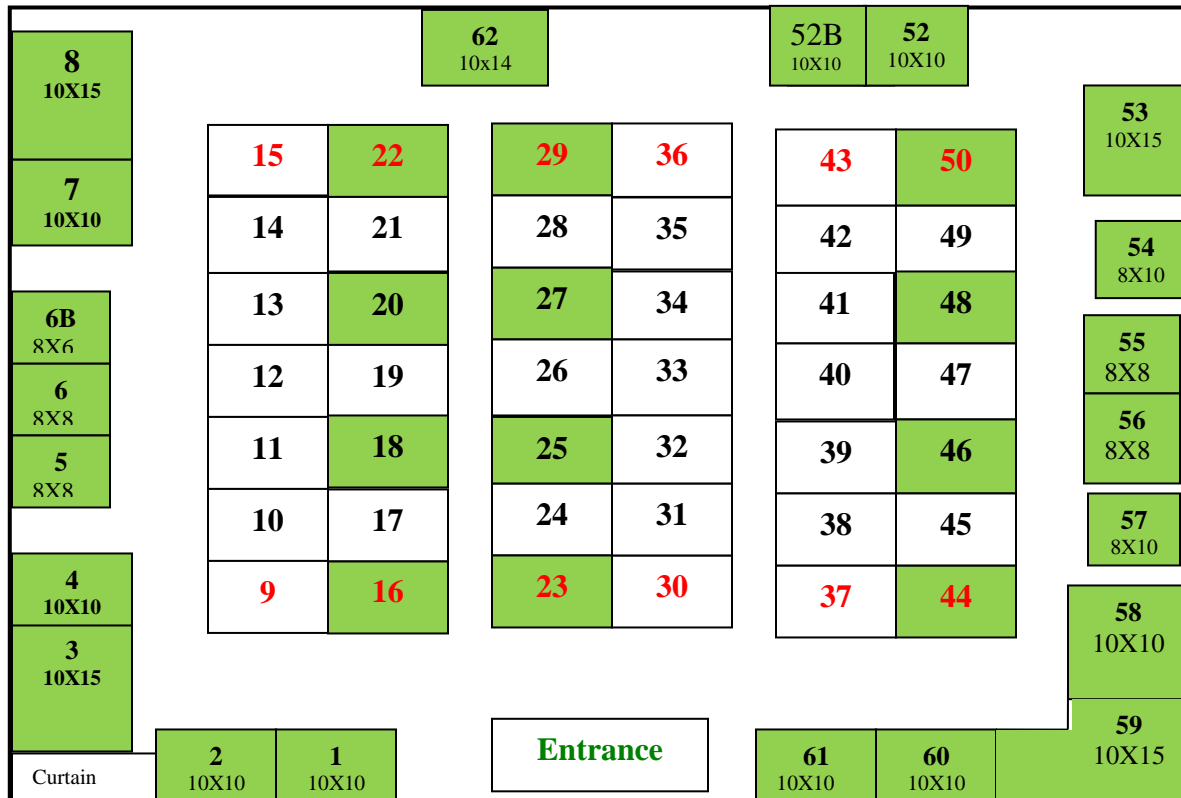 62
10x14
52B
10X10
52
10X10
8
10X15
53
10X15
15
22
29
36
43
50
7
10X10
14
21
28
35
42
49
54
8X10
13
20
27
34
41
48
6B
8X6
55
8X8
12
19
26
33
40
47
6
8X8
56
8X8
11
18
25
32
39
46
5
8X8
10
17
24
31
38
45
57
8X10
4
10X10
9
16
23
30
37
44
58
10X10
3
10X15
59
10X15
Curtain
2
10X10
1
10X10
Entrance
61
10X10
60
10X10